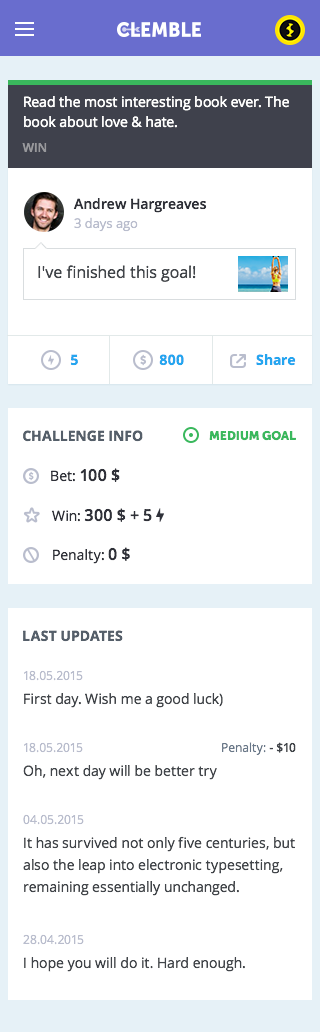 CLEMBLE
Read the most interesting book ever. The
book about love & hate.
WIN
Andrew Hargreaves
3 days ago
I've finished this goal!
5
$ 800
Share
CHALLENGE INFO
MEDIUM GOAL
$ Bet: 100 $
Win: 300 $ + 5
Penalty: 0 $
LAST UPDATES
18.05.2015
First day. Wish me a good luck)
18.05.2015 Penalty: - $10
Oh, next day will be better try
04.05.2015
It has survived not only five centuries, but
also the leap into electronic typesetting,
remaining essentially unchanged.
28.04.2015
I hope you will do it. Hard enough.